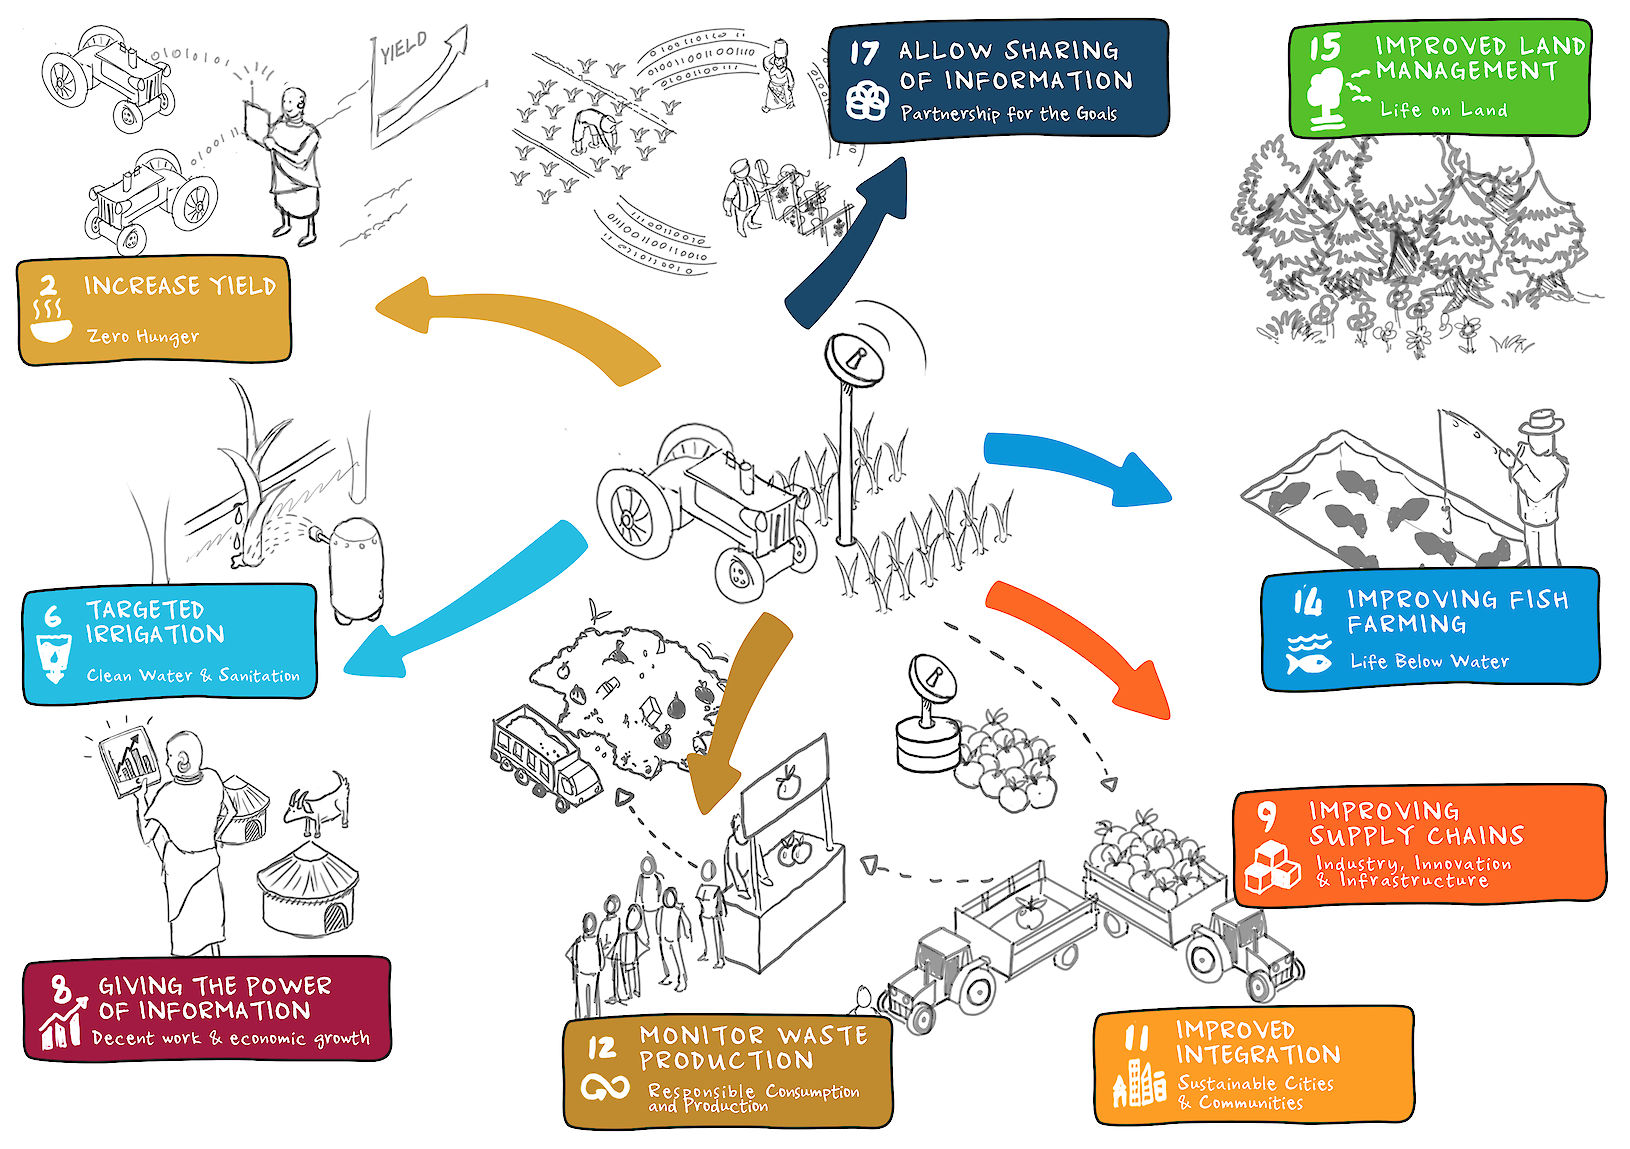 YIELD
0101010
010011
2 INCREASE YIELD
Zero Hunger
17 ALLOW SHARING
OF INFORMATION
Partnership for the Goals
15 IMPROVED LAND
MANAGEMENT
Life on Land
6 TARGETED
IRRIGATION
Clean Water & Sanitation
14 IMPROVING FISH
FARMING
Life Below Water
9 IMPROVING
SUPPLY CHAINS
Industry, Innovation
& Infrastructure
8 GIVING THE POWER
OF INFORMATION
Decent work & economic growth
12 MONITOR WASTE
PRODUCTION
Responsible Consumption
and Production
11 IMPROVED
INTEGRATION
Sustainable Cities
& Communities